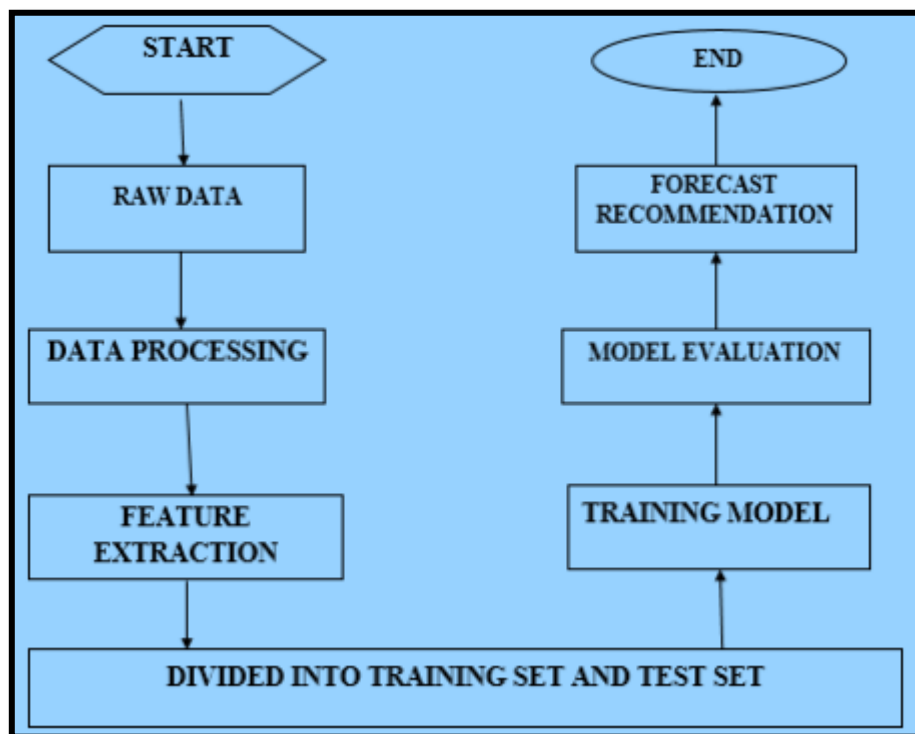 START
RAW DATA
DATA PROCESSING
FEATURE
EXTRACTION
DIVIDED INTO TRAINING SET AND TEST SET
TRAINING MODEL
MODEL EVALUATION
FORECAST
RECOMMENDATION
END